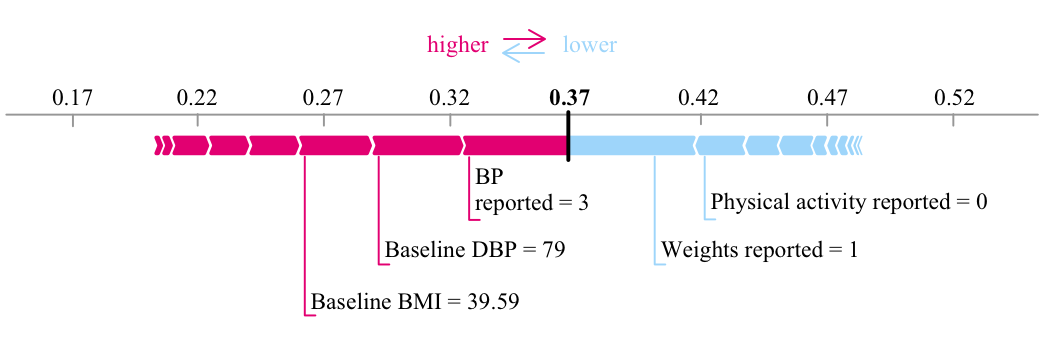 higher lower
0.17 0.22 0.27 0.32 0.37 0.42 0.47 0.52
BP
reported = 3
Physical activity reported = 0
Baseline DBP = 79
Weights reported = 1
Baseline BMI = 39.59